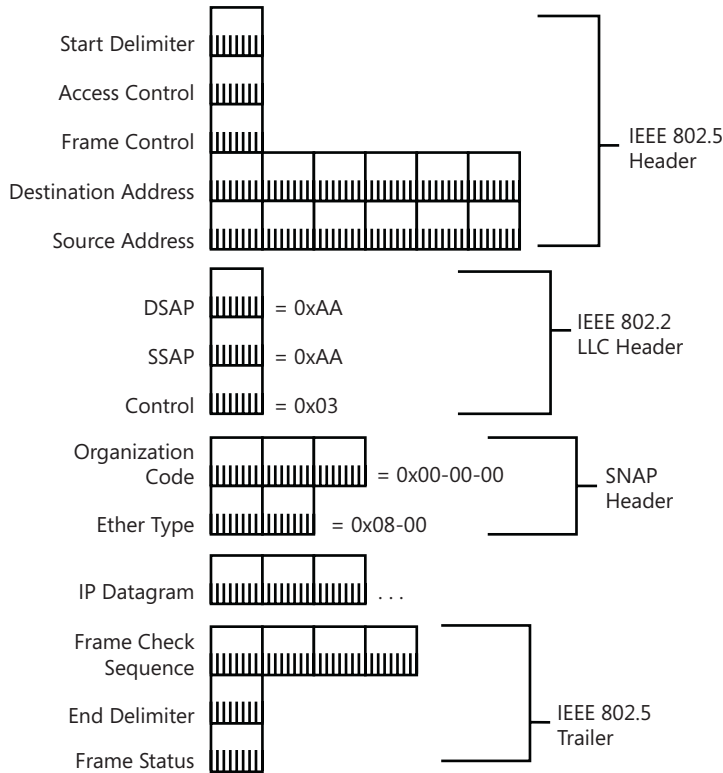 Start Delimiter
Access Control
Frame Control
Destination Address
Source Address
IEEE 802.5
Header
DSAP = 0xAA
SSAP = 0xAA
Control = 0x03
IEEE 802.2
LLC Header
Organization
Code = 0x00-00-00
Ether Type = 0x08-00
SNAP
Header
IP Datagram ...
Frame Check
Sequence
End Delimiter
Frame Status
IEEE 802.5
Trailer